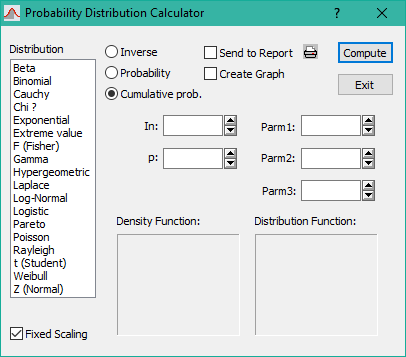 Probability Distribution Calculator
?
Distribution
Beta
Binomial
Cauchy
Chi ?
Exponential
Extreme value
F (Fisher)
Gamma
Hypergeometric
Laplace
Log-Normal
Logistic
Pareto
Poisson
Rayleigh
t (Student)
Weibull
Z (Normal)
Fixed Scaling
Inverse
Probability
Cumulative prob.
Send to Report
Create Graph
Compute
Exit
In:
p:
Parm1:
Parm2:
Parm3:
Density Function:
Distribution Function: